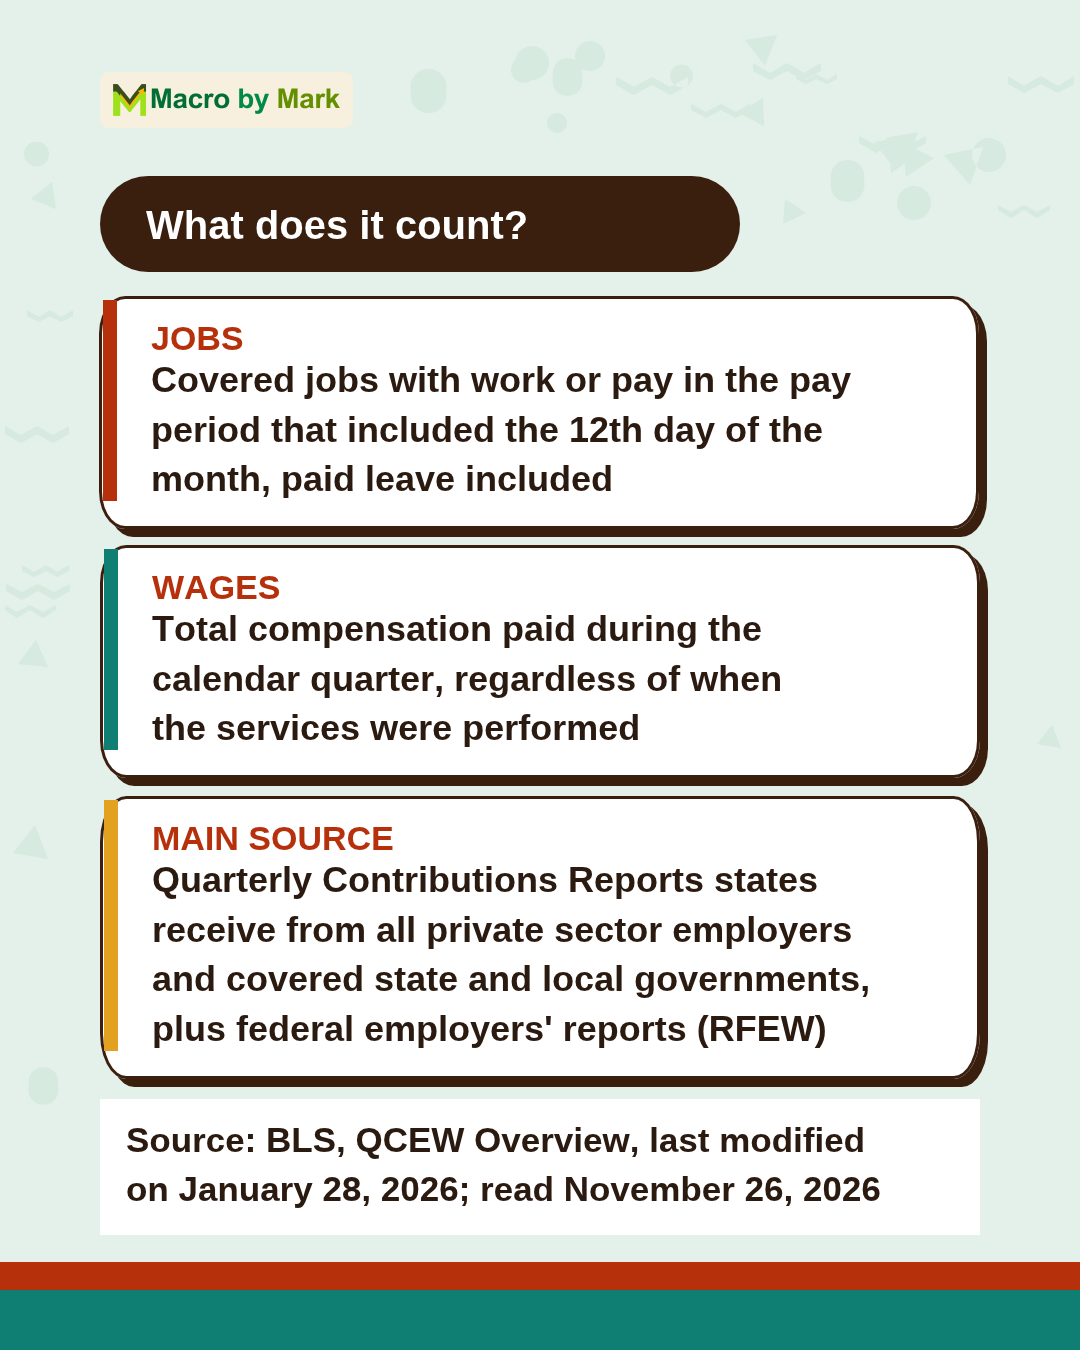 Macro by Mark
What does it count?
JOBS
Covered jobs with work or pay in the pay
period that included the 12th day of the
month, paid leave included
WAGES
Total compensation paid during the
calendar quarter, regardless of when
the services were performed
MAIN SOURCE
Quarterly Contributions Reports states
receive from all private sector employers
and covered state and local governments,
plus federal employers' reports (RFEW)
Source: BLS, QCEW Overview, last modified
on January 28, 2026; read November 26, 2026